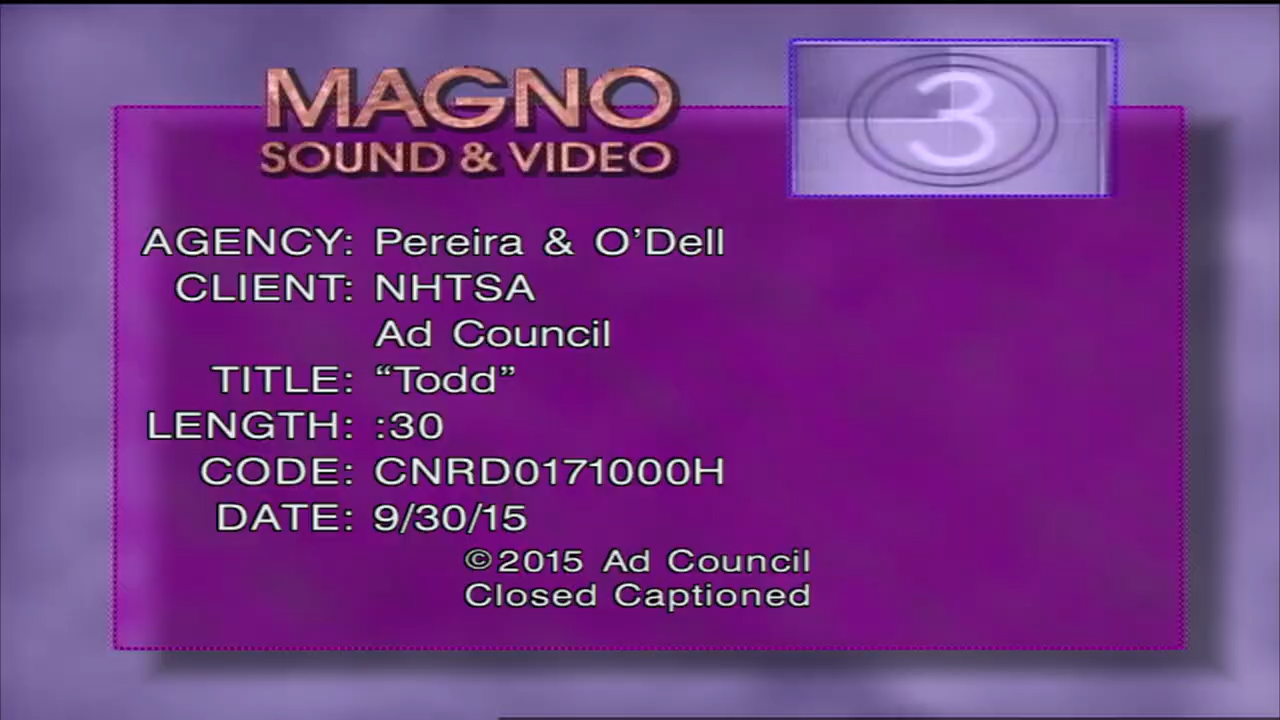 MAGNO
SOUND & VIDEO
3
AGENCY: Pereira & O’Dell
CLIENT: NHTSA
Ad Council
TITLE: “Todd”
LENGTH: :30
CODE: CNRD0171000H
DATE: 9/30/15
©2015 Ad Council
Closed Captioned